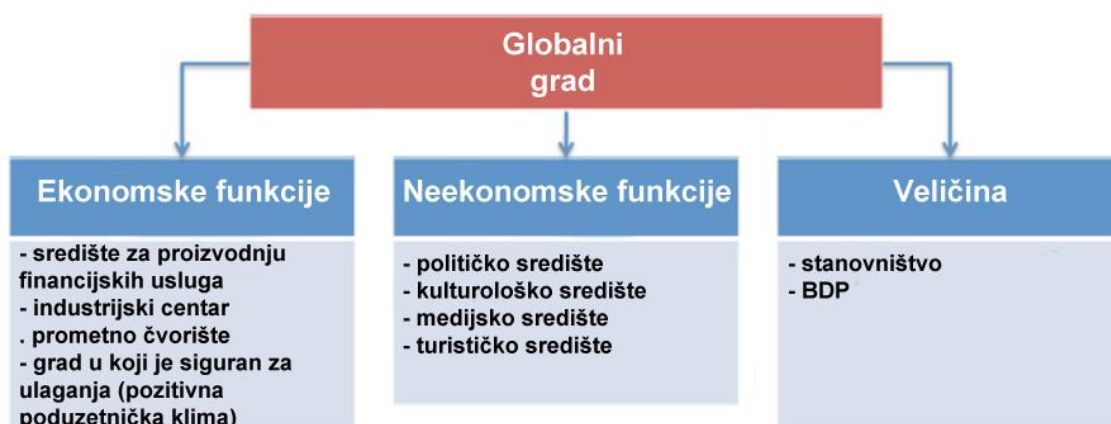 Globalni
grad
Ekonomske funkcije
- središte za proizvodnju
financijskih usluga
- industrijski centar
. prometno čvorište
- grad u koji je siguran za
ulaganja (pozitivna
poduzetnička klima)
Neekonomske funkcije
- političko središte
- kulturološko središte
- medijsko središte
- turističko središte
Veličina
- stanovništvo
- BDP